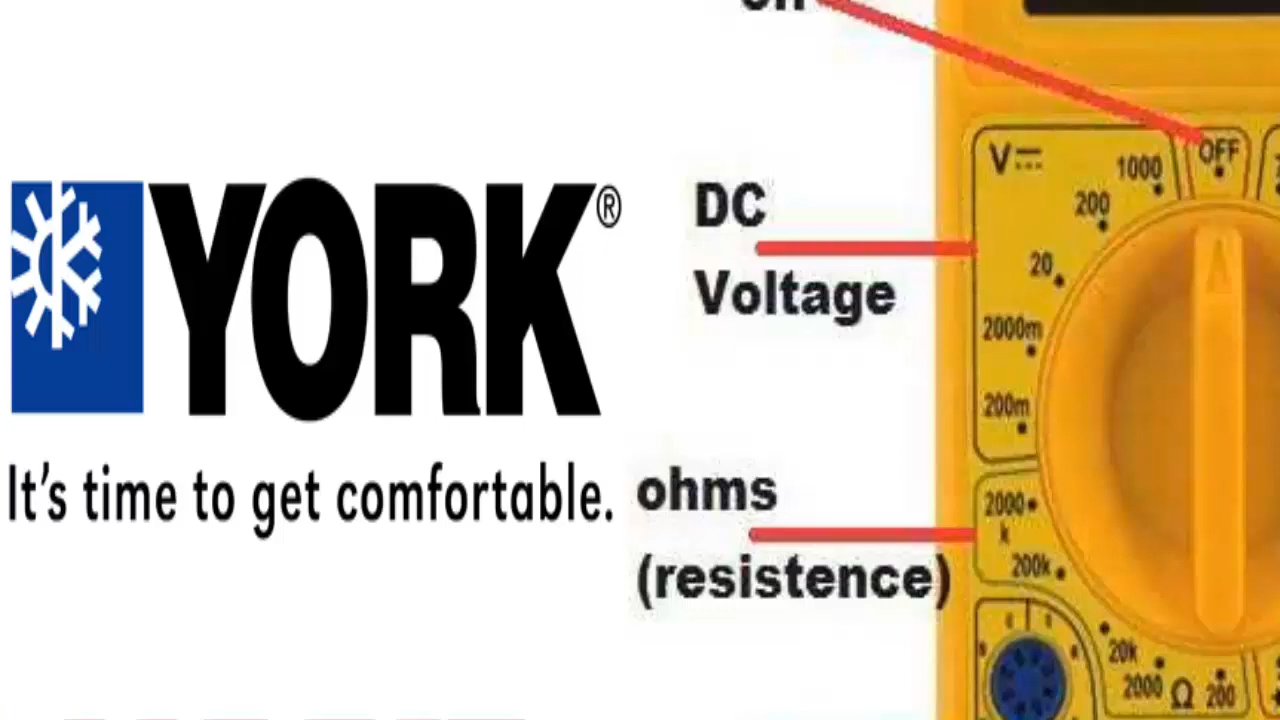 YORK®
It's time to get comfortable.
DC
Voltage
ohms
(resistence)
V
OFF
1000
200
20
2000m
200m
2000
k
200k
20k
2000
Ω
200